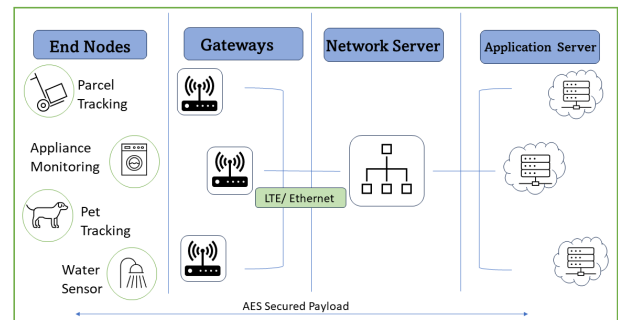 End Nodes
Gateways
Network Server
Application Server
Parcel
Tracking
Appliance
Monitoring
Pet
Tracking
Water
Sensor
LTE/ Ethernet
AES Secured Payload